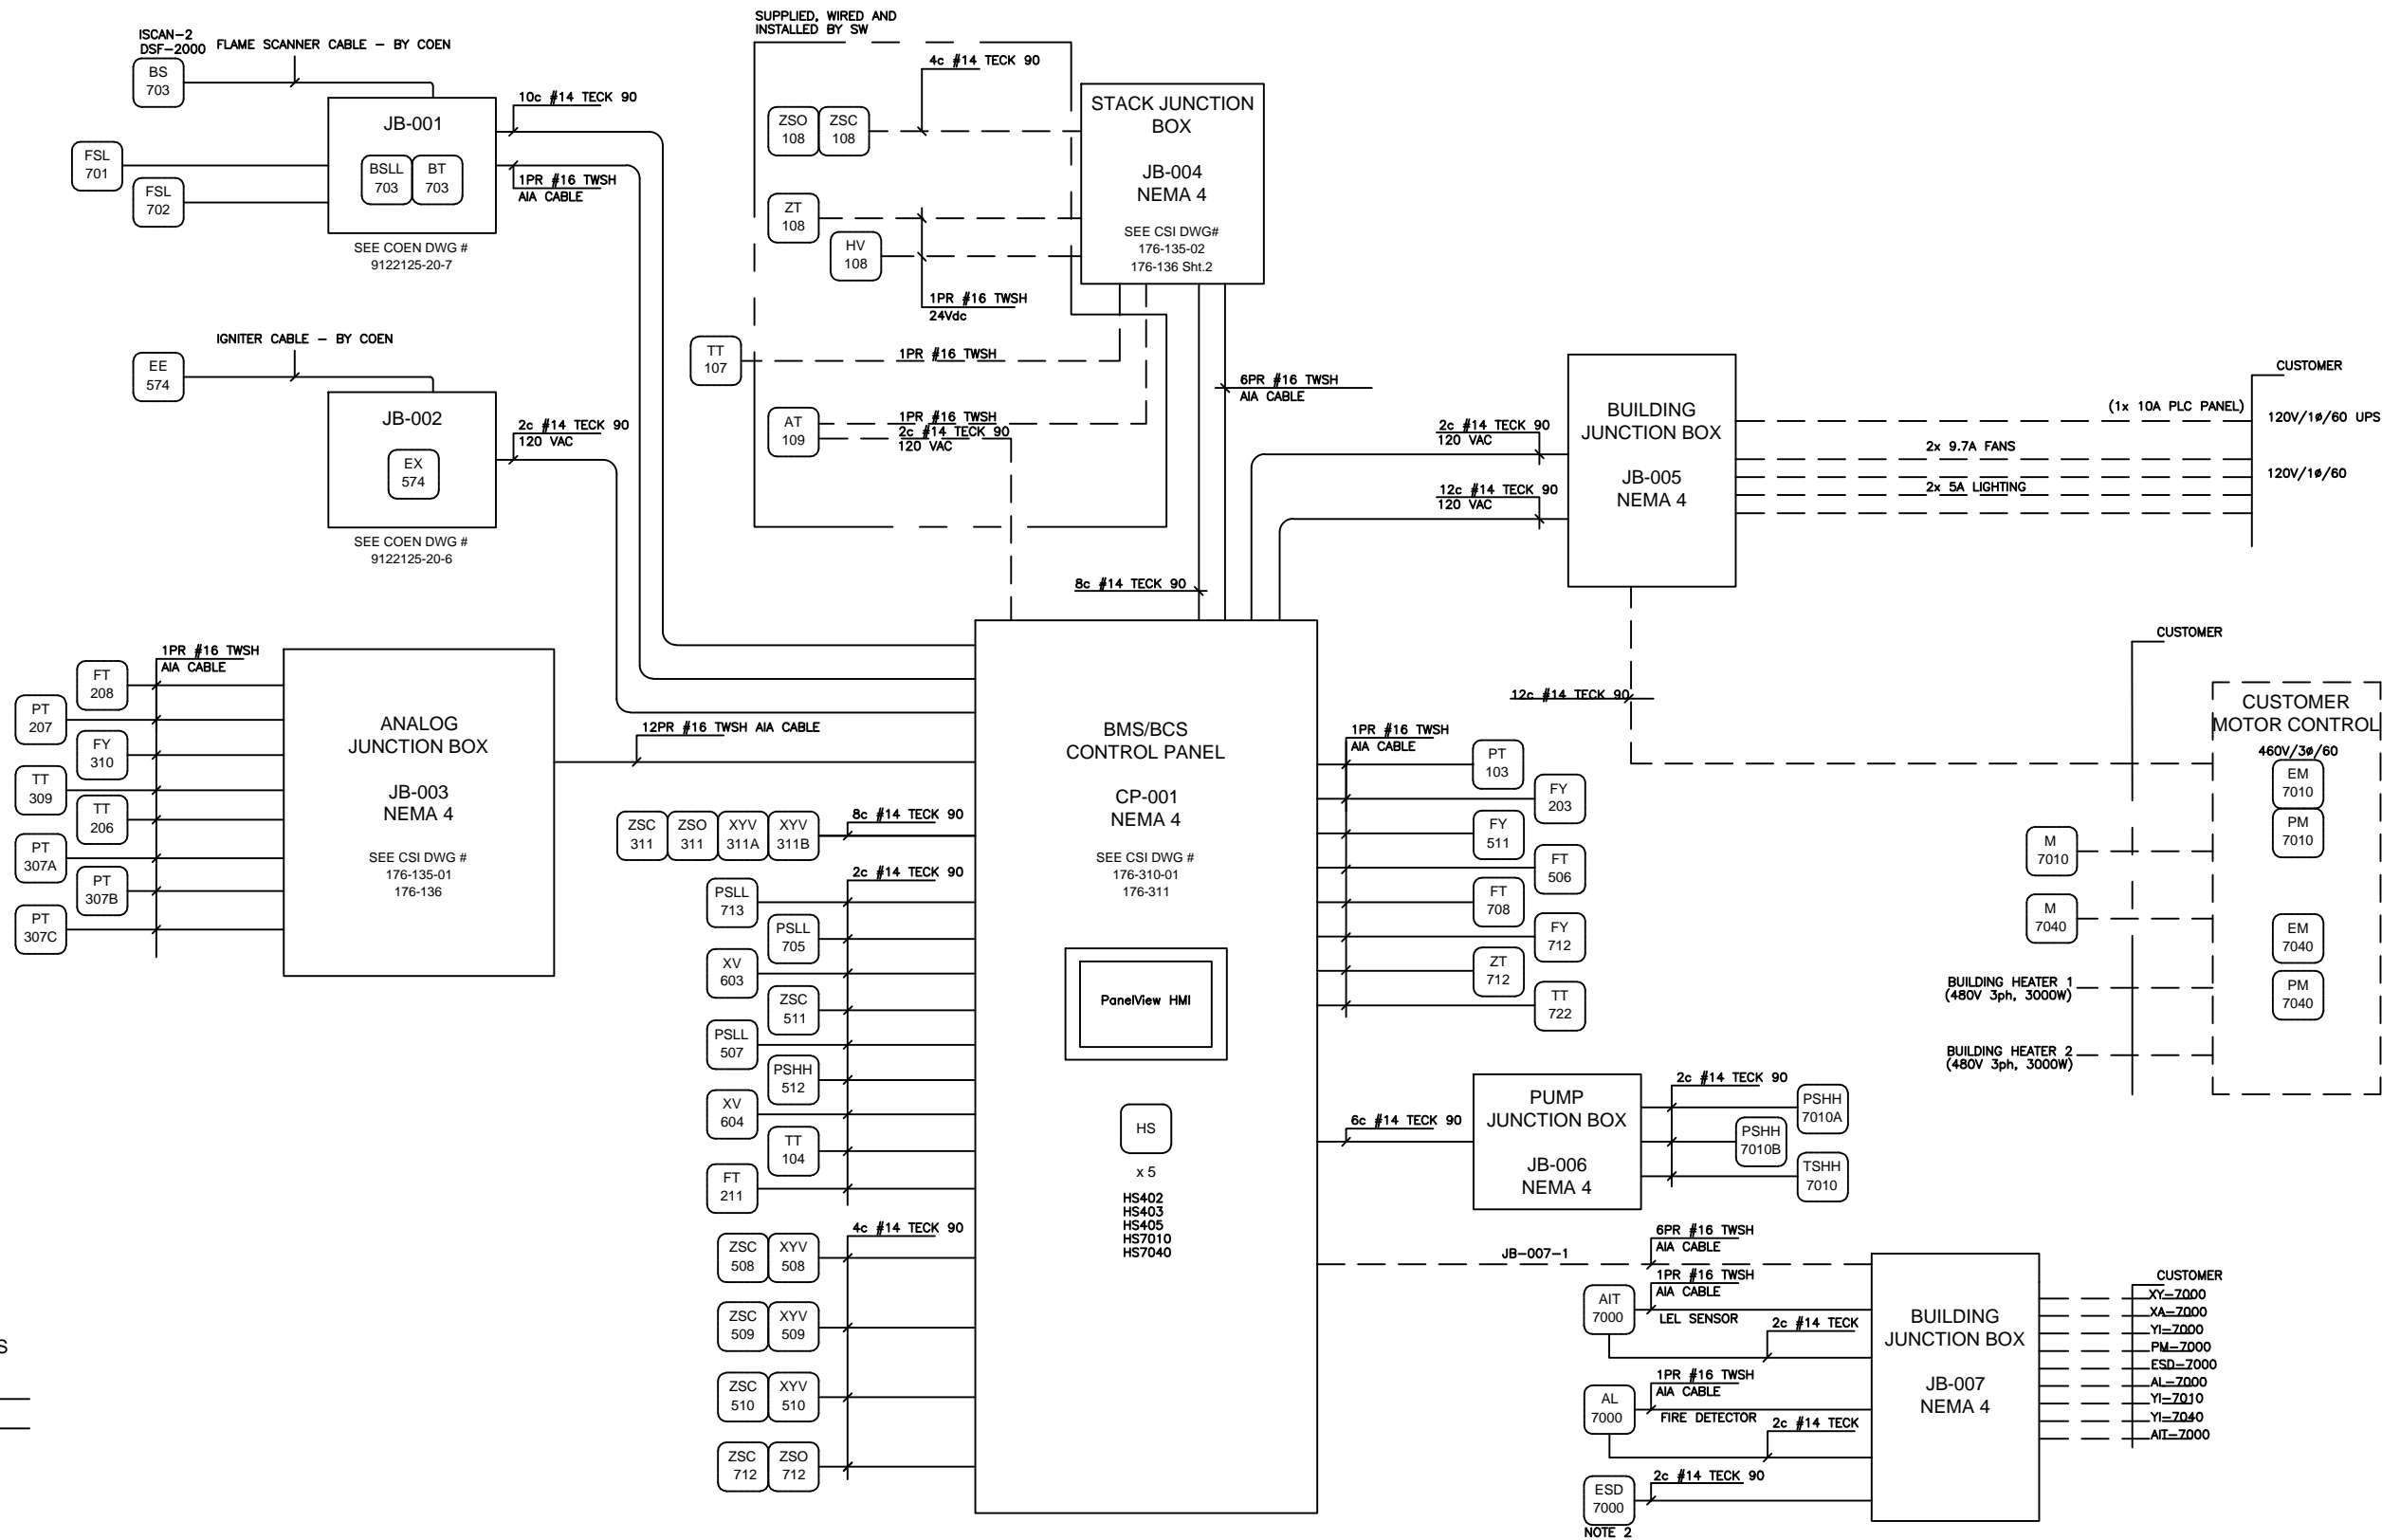 SUPPLIED, WIRED AND
INSTALLED BY SW
ISCAN-2
DSF-2000
FLAME SCANNER CABLE - BY COEN
BS
703
10c #14 TECK 90
JB-001
BSLL
703
BT
703
FSL
701
FSL
702
1PR #16 TWSH
AIA CABLE
SEE COEN DWG #
9122125-20-7
IGNITER CABLE - BY COEN
EE
574
JB-002
EX
574
2c #14 TECK 90
120 VAC
SEE COEN DWG #
9122125-20-6
4c #14 TECK 90
ZSO
108
ZSC
108
ZT
108
HV
108
1PR #16 TWSH
24Vdc
STACK JUNCTION
BOX
JB-004
NEMA 4
SEE CSI DWG#
176-135-02
176-136 Sht.2
TT
107
1PR #16 TWSH
AT
109
1PR #16 TWSH
2c #14 TECK 90
120 VAC
6PR #16 TWSH
AIA CABLE
8c #14 TECK 90
2c #14 TECK 90
120 VAC
12c #14 TECK 90
120 VAC
BUILDING
JUNCTION BOX
JB-005
NEMA 4
CUSTOMER
(1x 10A PLC PANEL)
120V/1ø/60 UPS
2x 9.7A FANS
120V/1ø/60
2x 5A LIGHTING
12c #14 TECK 90
CUSTOMER
CUSTOMER
MOTOR CONTROL
460V/3ø/60
EM
7010
PM
7010
EM
7040
PM
7040
M
7010
M
7040
BUILDING HEATER 1
(480V 3ph, 3000W)
BUILDING HEATER 2
(480V 3ph, 3000W)
1PR #16 TWSH
AIA CABLE
FT
208
PT
207
FY
310
TT
309
TT
206
PT
307A
PT
307B
PT
307C
ANALOG
JUNCTION BOX
JB-003
NEMA 4
SEE CSI DWG #
176-135-01
176-136
12PR #16 TWSH AIA CABLE
ZSC
311
ZSO
311
XYV
311A
XYV
311B
8c #14 TECK 90
2c #14 TECK 90
PSLL
713
PSLL
705
XV
603
ZSC
511
PSLL
507
PSHH
512
XV
604
TT
104
FT
211
4c #14 TECK 90
ZSC
508
XYV
508
ZSC
509
XYV
509
ZSC
510
XYV
510
ZSC
712
ZSO
712
BMS/BCS
CONTROL PANEL
CP-001
NEMA 4
SEE CSI DWG #
176-310-01
176-311
PanelView HMI
HS
x 5
HS402
HS403
HS405
HS7010
HS7040
1PR #16 TWSH
AIA CABLE
PT
103
FY
203
FY
511
FT
506
FT
708
FY
712
ZT
712
TT
722
6c #14 TECK 90
PUMP
JUNCTION BOX
JB-006
NEMA 4
2c #14 TECK 90
PSHH
7010A
PSHH
7010B
TSHH
7010
JB-007-1
6PR #16 TWSH
AIA CABLE
1PR #16 TWSH
AIA CABLE
AIT
7000
LEL SENSOR
2c #14 TECK
1PR #16 TWSH
AIA CABLE
AL
7000
FIRE DETECTOR
2c #14 TECK
2c #14 TECK 90
ESD
7000
NOTE 2
BUILDING
JUNCTION BOX
JB-007
NEMA 4
CUSTOMER
XY-7000
XA-7000
YI-7000
PM-7000
ESD-7000
AL-7000
YI-7010
YI-7040
AIT-7000
S